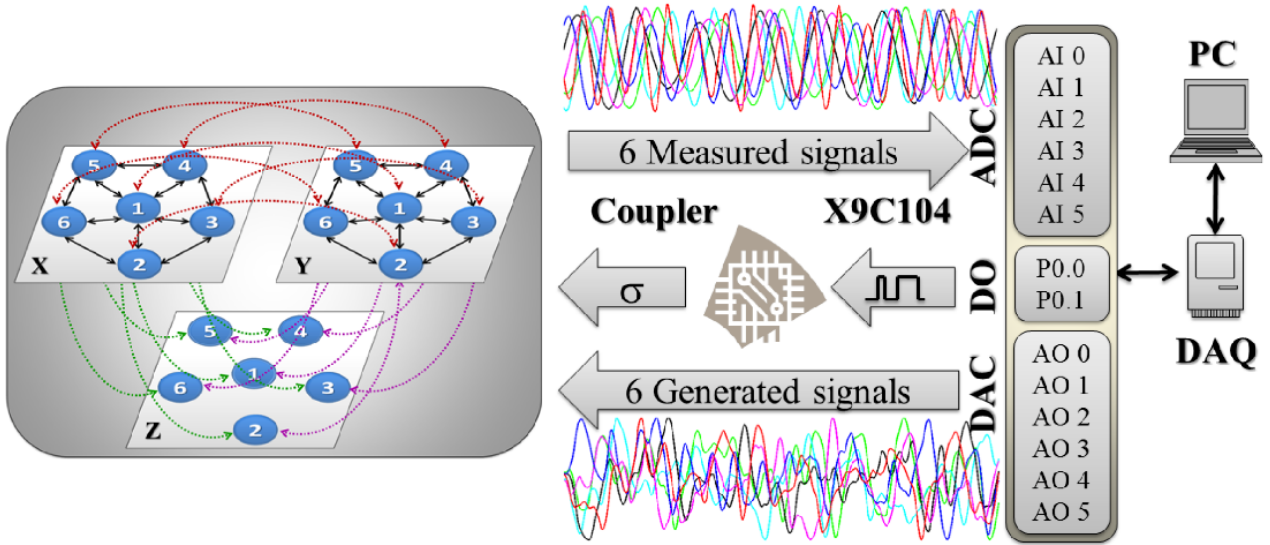 5
4
1
6
3
2
X
5
4
1
6
3
2
Y
5
4
1
6
3
2
Z
6 Measured signals
ADC
Coupler
X9C104
σ
DO
6 Generated signals
DAC
AI 0
AI 1
AI 2
AI 3
AI 4
AI 5
P0.0
P0.1
AO 0
AO 1
AO 2
AO 3
AO 4
AO 5
PC
DAQ